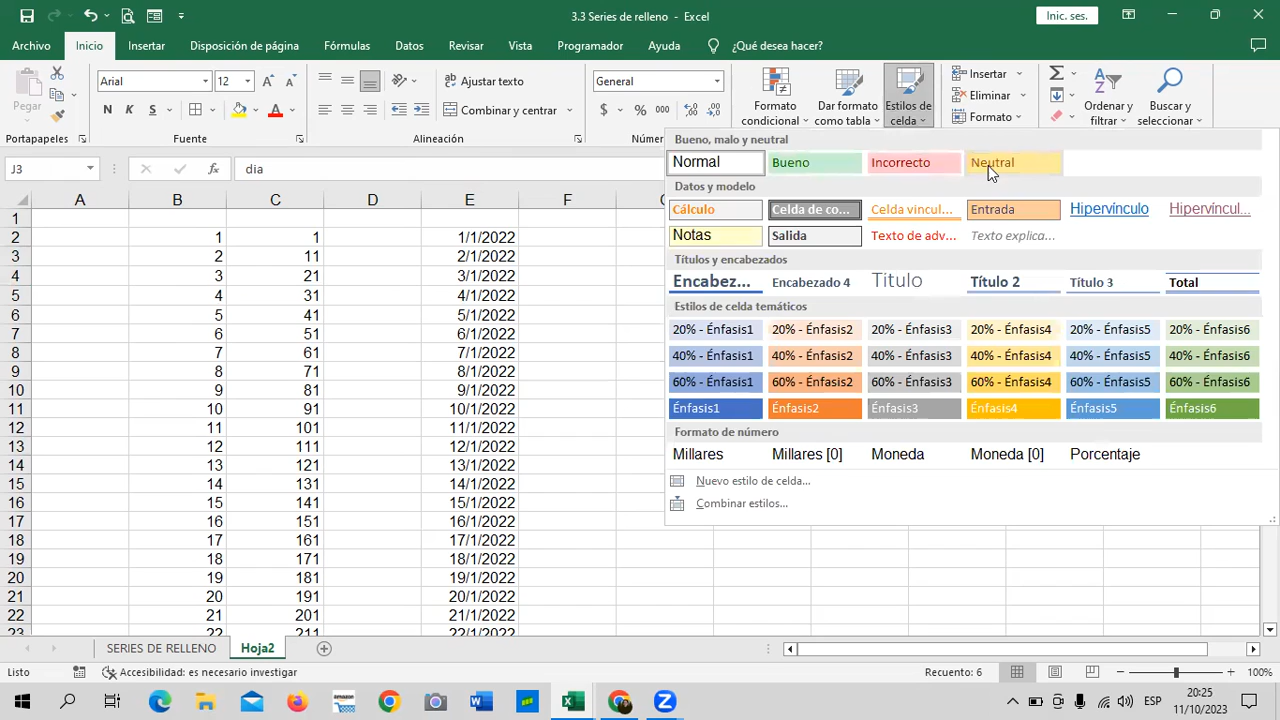 3.3 Series de relleno - Excel
Inic. ses.
Archivo Inicio Insertar Disposición de página Fórmulas Datos Revisar Vista Programador Ayuda ¿Qué desea hacer?
Pegar
Arial 12
N K S
Ajustar texto
Combinar y centrar
General
$ % 000
Formato condicional
Dar formato como tabla
Estilos de celda
Insertar
Eliminar
Formato
Ordenar y filtrar
Buscar y seleccionar
Portapapeles Fuente Alineación Númer
J3 fx dia
Bueno, malo y neutral
Normal Bueno Incorrecto Neutral
Datos y modelo
Cálculo Celda de co... Celda vincul... Entrada Hipervínculo Hipervíncul...
Notas Salida Texto de adv... Texto explica...
Títulos y encabezados
Encabez... Encabezado 4 Título Título 2 Título 3 Total
Estilos de celda temáticos
20% - Énfasis1 20% - Énfasis2 20% - Énfasis3 20% - Énfasis4 20% - Énfasis5 20% - Énfasis6
40% - Énfasis1 40% - Énfasis2 40% - Énfasis3 40% - Énfasis4 40% - Énfasis5 40% - Énfasis6
60% - Énfasis1 60% - Énfasis2 60% - Énfasis3 60% - Énfasis4 60% - Énfasis5 60% - Énfasis6
Énfasis1 Énfasis2 Énfasis3 Énfasis4 Énfasis5 Énfasis6
Formato de número
Millares Millares [0] Moneda Moneda [0] Porcentaje
Nuevo estilo de celda...
Combinar estilos...
A B C D E F
1
2 1 1 1/1/2022
3 2 11 2/1/2022
4 3 21 3/1/2022
5 4 31 4/1/2022
6 5 41 5/1/2022
7 6 51 6/1/2022
8 7 61 7/1/2022
9 8 71 8/1/2022
10 9 81 9/1/2022
11 10 91 10/1/2022
12 11 101 11/1/2022
13 12 111 12/1/2022
14 13 121 13/1/2022
15 14 131 14/1/2022
16 15 141 15/1/2022
17 16 151 16/1/2022
18 17 161 17/1/2022
19 18 171 18/1/2022
20 19 181 19/1/2022
21 20 191 20/1/2022
22 21 201 21/1/2022
23 22 211 22/1/2022
SERIES DE RELLENO Hoja2
Listo Accesibilidad: es necesario investigar Recuento: 6 100%
ESP 20:25
11/10/2023